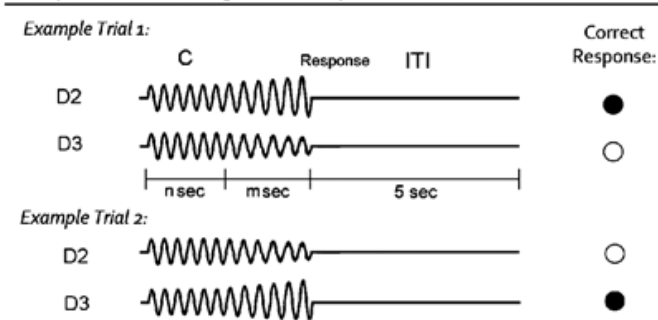 Example Trial 1:
Correct
Response:
C Response ITI
D2
D3
n sec m sec 5 sec
Example Trial 2:
D2
D3